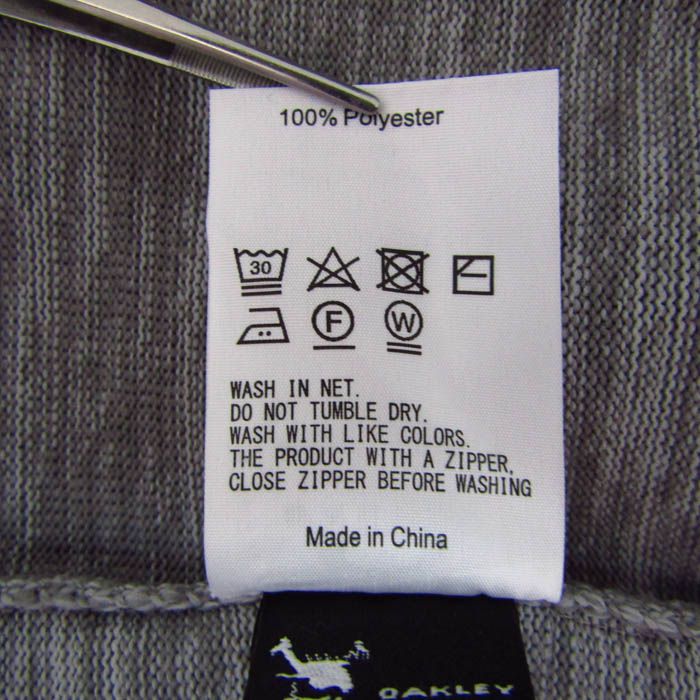 100% Polyester
30
F W
WASH IN NET.
DO NOT TUMBLE DRY.
WASH WITH LIKE COLORS.
THE PRODUCT WITH A ZIPPER,
CLOSE ZIPPER BEFORE WASHING
Made in China
OAKLEY